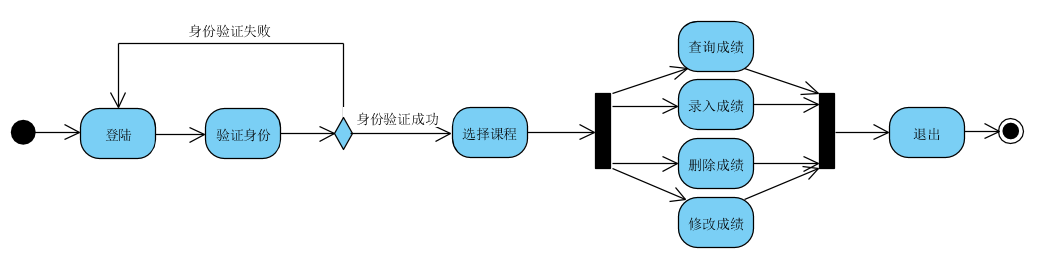 身份验证失败
登陆
验证身份
身份验证成功
选择课程
查询成绩
录入成绩
删除成绩
修改成绩
退出